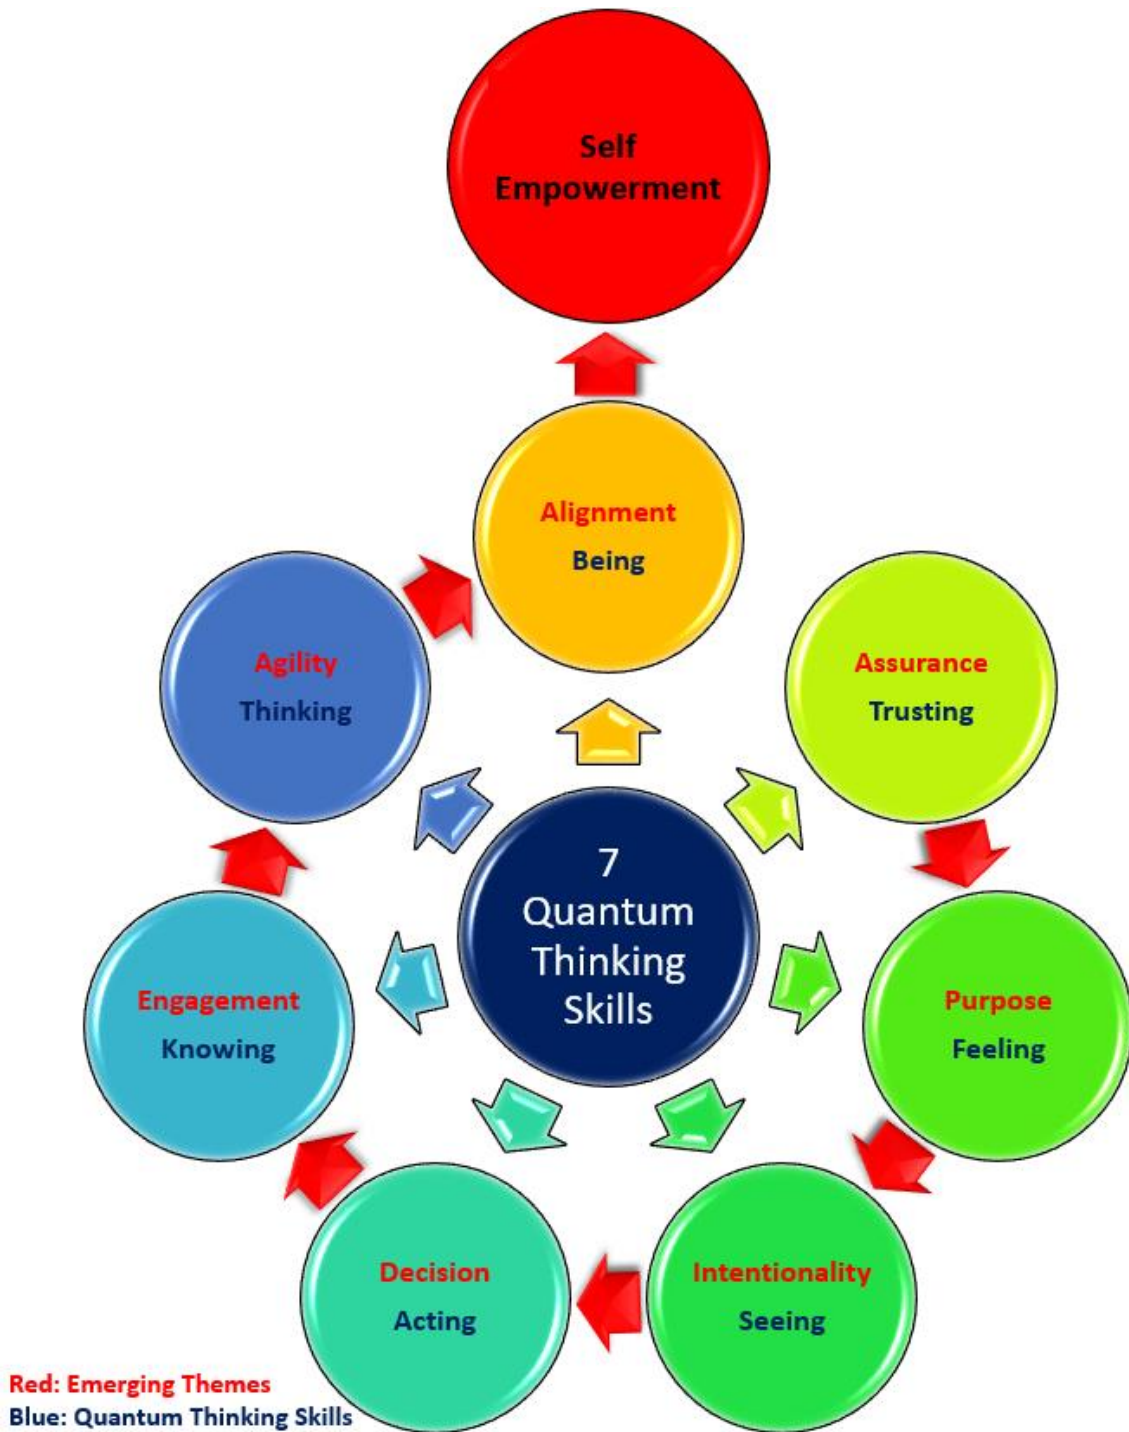 Self
Empowerment
Alignment
Being
Agility
Thinking
Assurance
Trusting
7
Quantum
Thinking
Skills
Engagement
Knowing
Purpose
Feeling
Decision
Acting
Intentionality
Seeing
Red: Emerging Themes
Blue: Quantum Thinking Skills